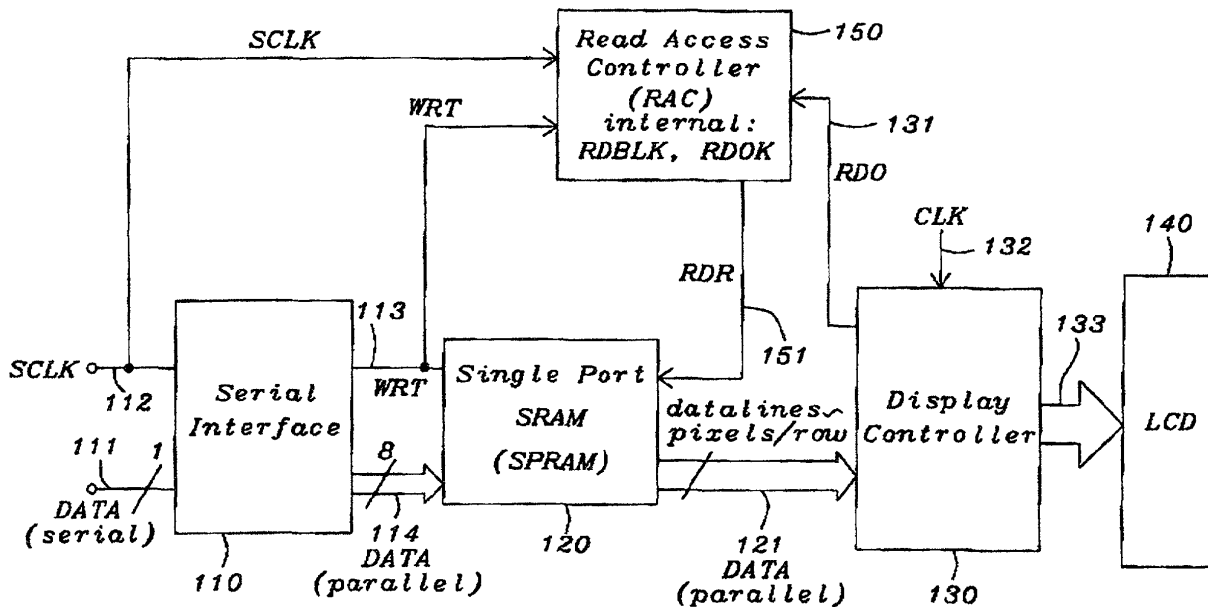 SCLK
Read Access
Controller
(RAC)
internal:
RDBLK, RDOK
150
WRT
131
RDO
CLK
132
140
RDR
113
151
133
SCLK
112
WRT
Serial
Interface
Single Port
SRAM
(SPRAM)
datalines~
pixels/row
Display
Controller
LCD
111
1
8
DATA
(serial)
110
114
DATA
(parallel)
120
121
DATA
(parallel)
130